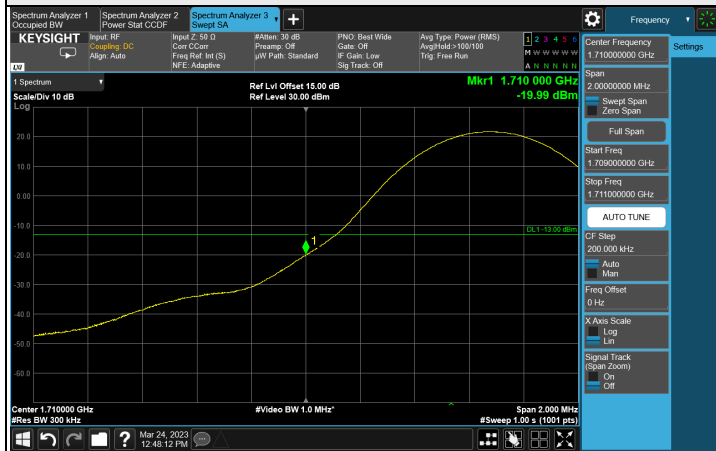 Spectrum Analyzer 1
Occupied BW
Spectrum Analyzer 2
Power Stat CCDF
Spectrum Analyzer 3
Swept SA
+
Frequency
KEYSIGHT
LXI
Input: RF
Coupling: DC
Align: Auto
Input Z: 50 Ω
Corr CCorr
Freq Ref: Int (S)
NFE: Adaptive
#Atten: 30 dB
Preamp: Off
µW Path: Standard
PNO: Best Wide
Gate: Off
IF Gain: Low
Sig Track: Off
Avg Type: Power (RMS)
Avg|Hold:>100/100
Trig: Free Run
1 2 3 4 5 6
M W W W W W
A N N N N N
1 Spectrum
Scale/Div 10 dB
Log
Ref Lvl Offset 15.00 dB
Ref Level 30.00 dBm
Mkr1 1.710 000 GHz
-19.99 dBm
20.0
10.0
0.00
-10.0
-20.0
-30.0
-40.0
-50.0
-60.0
DL1 -13.00 dBm
1
Center 1.710000 GHz
#Res BW 300 kHz
#Video BW 1.0 MHz*
Span 2.000 MHz
#Sweep 1.00 s (1001 pts)
Center Frequency
1.710000000 GHz
Span
2.00000000 MHz
Swept Span
Zero Span
Full Span
Start Freq
1.709000000 GHz
Stop Freq
1.711000000 GHz
AUTO TUNE
CF Step
200.000 kHz
Auto
Man
Freq Offset
0 Hz
X Axis Scale
Log
Lin
Signal Track
(Span Zoom)
On
Off
Settings
?
Mar 24, 2023
12:48:12 PM